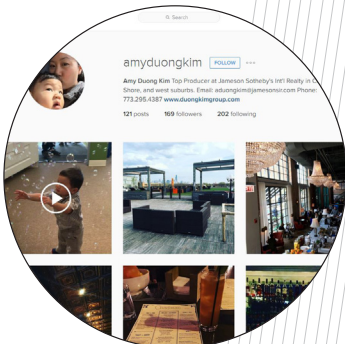 Search
amyduongkim FOLLOW
Amy Duong Kim Top Producer at Jameson Sotheby's Int'l Realty in
Shore, and west suburbs. Email: aduongkim@jamesonsir.com Phone:
773.295.4387 www.duongkimgroup.com
121 posts 169 followers 202 following